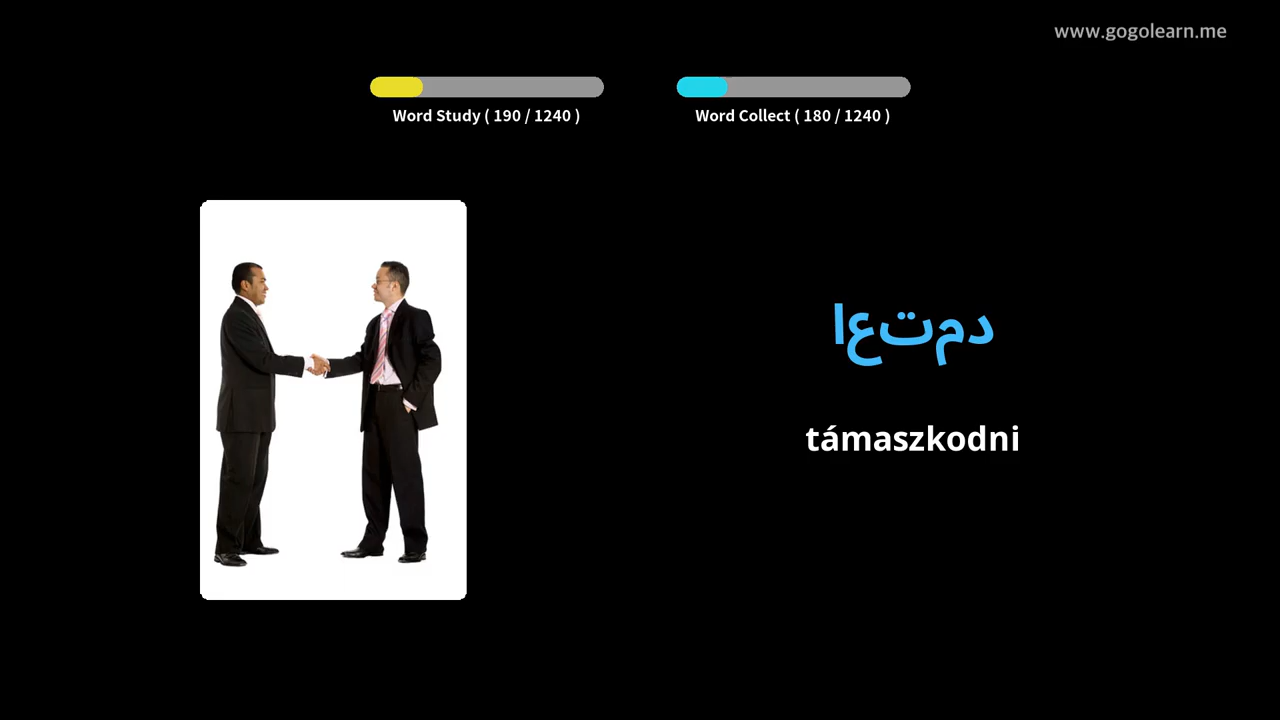 www.gogolearn.me
Word Study ( 190 / 1240 )
Word Collect ( 180 / 1240 )
اعتمد
támaszkodni